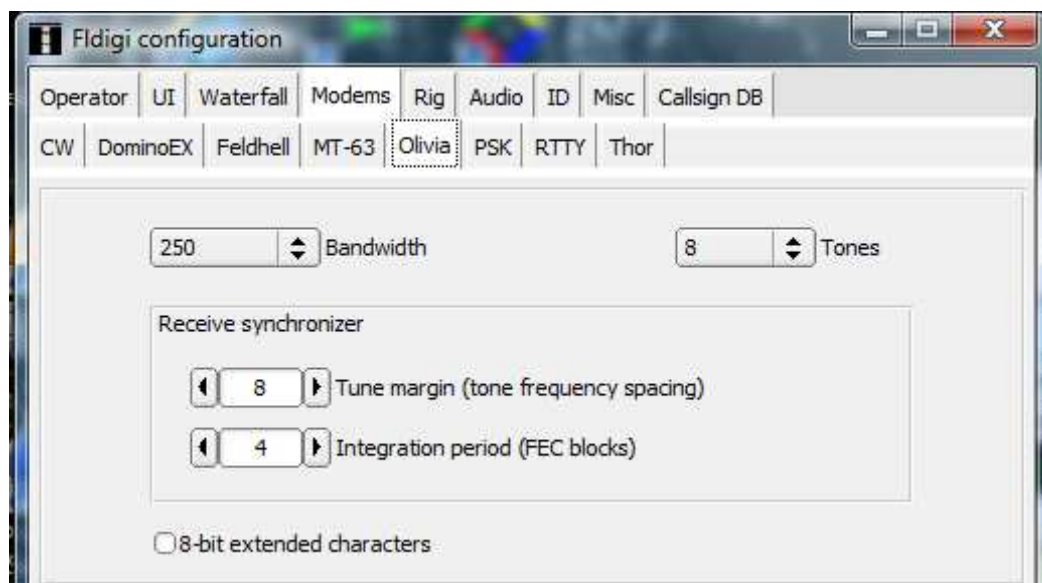 Fldigi configuration
Operator UI Waterfall Modems Rig Audio ID Misc Callsign DB
CW DominoEX Feldhell MT-63 Olivia PSK RTTY Thor
250 Bandwidth 8 Tones
Receive synchronizer
8 Tune margin (tone frequency spacing)
4 Integration period (FEC blocks)
8-bit extended characters